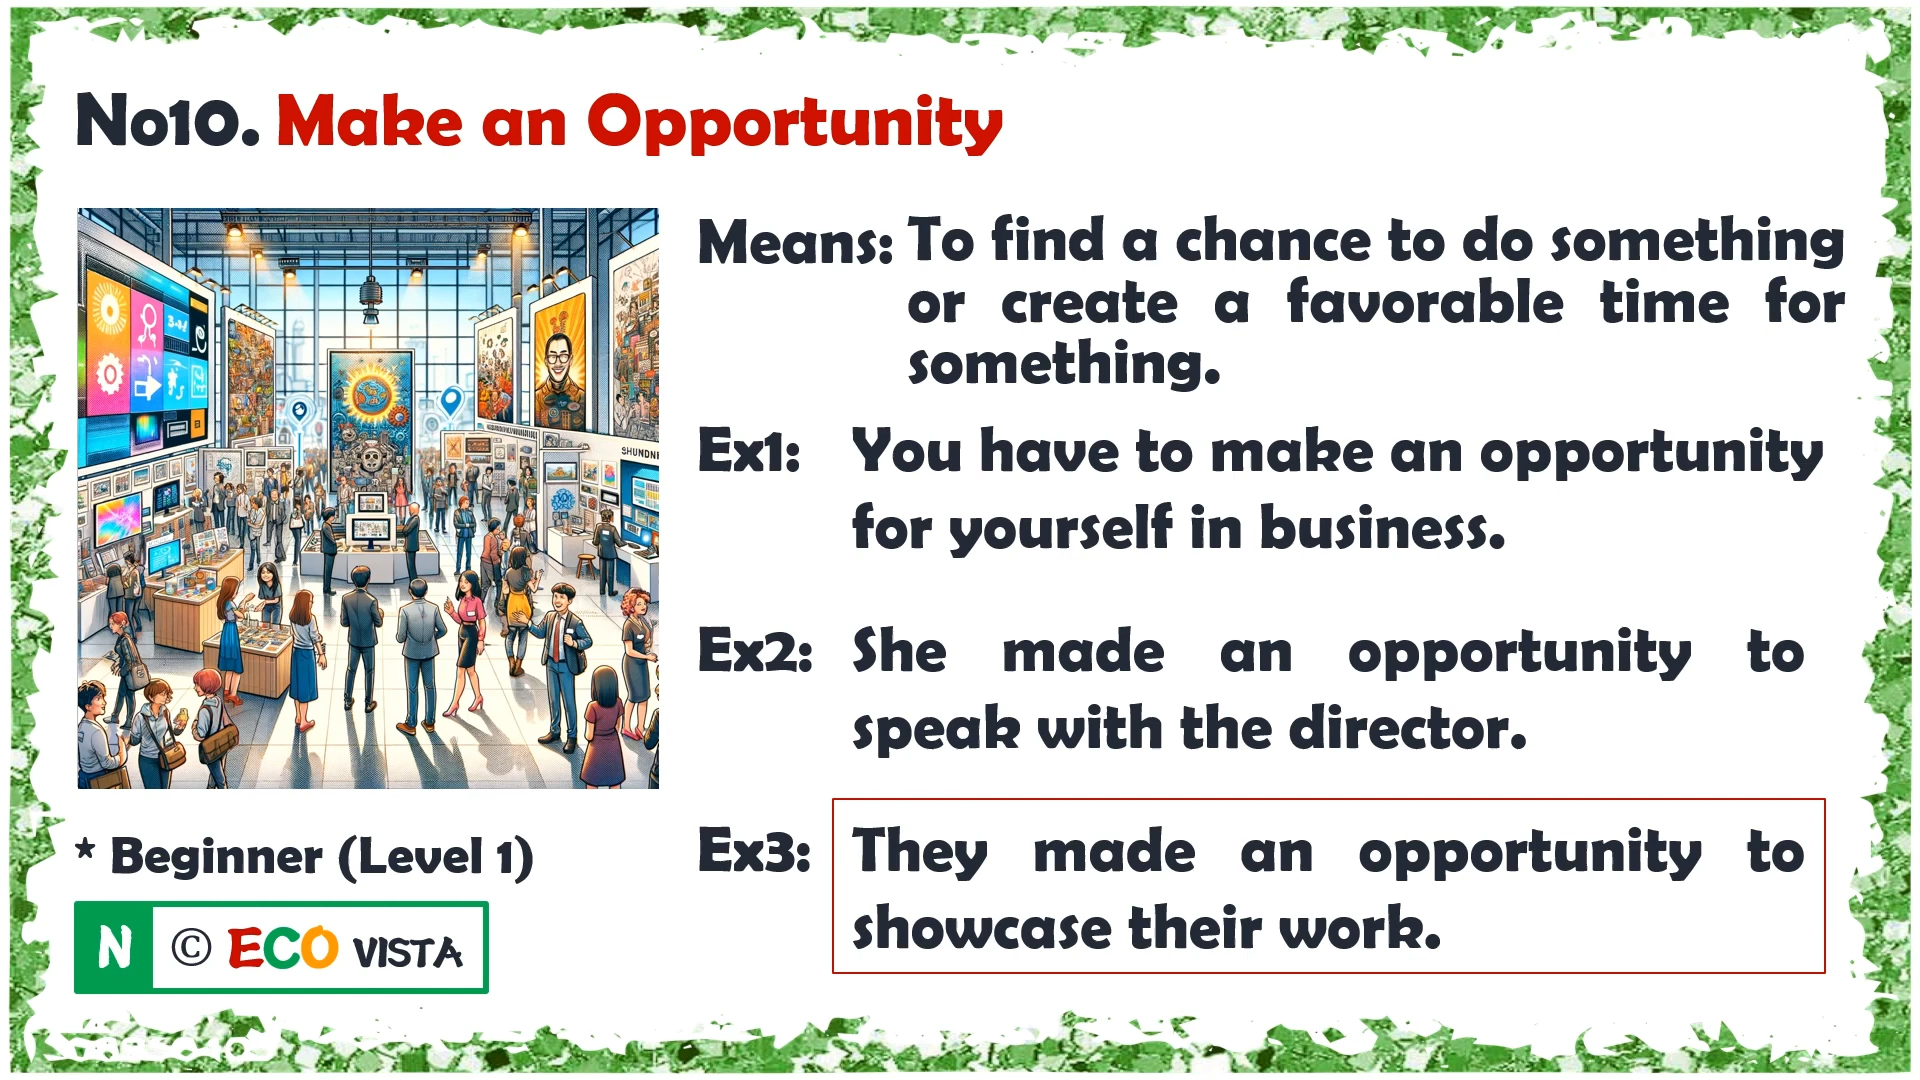 No10. Make an Opportunity
Means: To find a chance to do something
or create a favorable time for
something.
Ex1: You have to make an opportunity
for yourself in business.
Ex2: She made an opportunity to
speak with the director.
Ex3: They made an opportunity to
showcase their work.
* Beginner (Level 1)
N © ECO VISTA